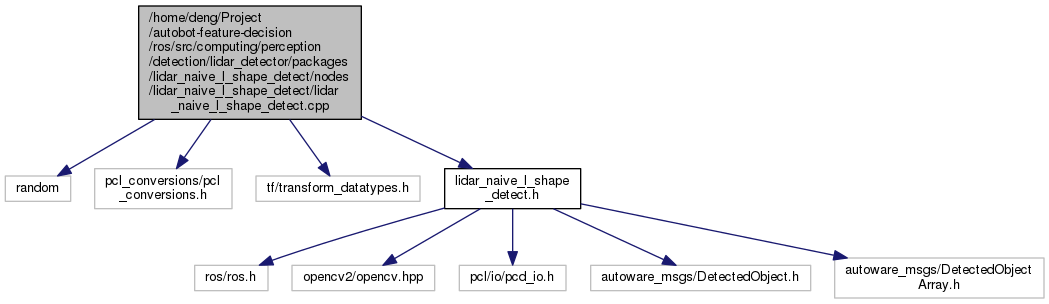 /home/deng/Project
/autobot-feature-decision
/ros/src/computing/perception
/detection/lidar_detector/packages
/lidar_naive_l_shape_detect/nodes
/lidar_naive_l_shape_detect/lidar
_naive_l_shape_detect.cpp
random
pcl_conversions/pcl
_conversions.h
tf/transform_datatypes.h
lidar_naive_l_shape
_detect.h
ros/ros.h
opencv2/opencv.hpp
pcl/io/pcd_io.h
autoware_msgs/DetectedObject.h
autoware_msgs/DetectedObject
Array.h